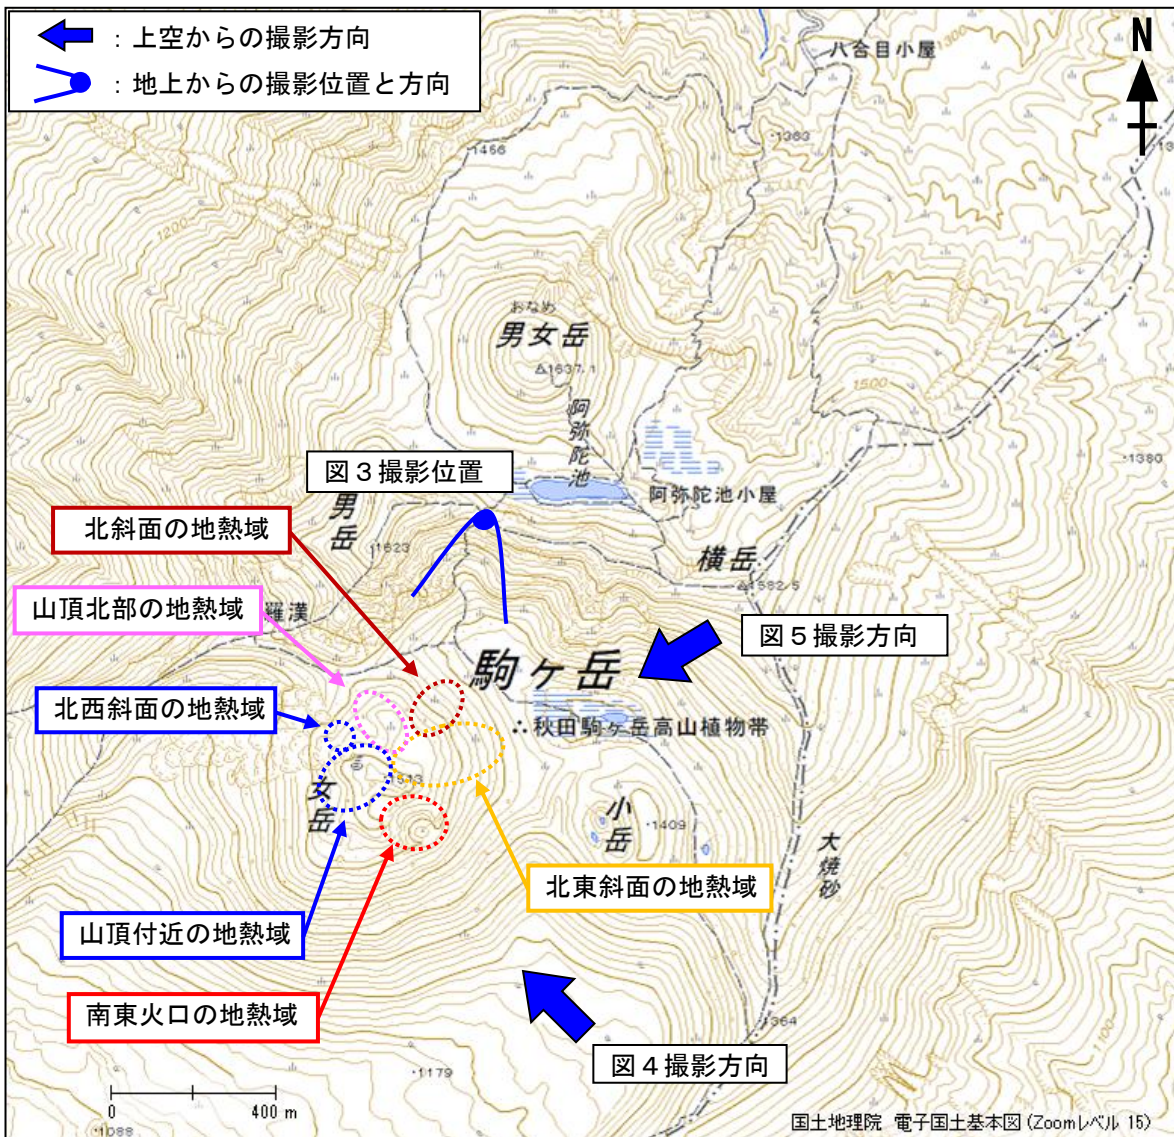 ：上空からの撮影方向
：地上からの撮影位置と方向
N
八合目小屋
1300
1363
1456
1200
おなめ
男女岳
1637.1
1500
阿弥陀池
1380
図３撮影位置
阿弥陀池小屋
男岳
北斜面の地熱域
1623
横岳
1582.5
山頂北部の地熱域
羅漢
図５撮影方向
駒ヶ岳
北西斜面の地熱域
秋田駒ヶ岳高山植物帯
1513
女岳
小岳
1409
大焼砂
北東斜面の地熱域
山頂付近の地熱域
南東火口の地熱域
1364
図４撮影方向
1100
1179
0 400 m
1088
国土地理院 電子国土基本図(Zoomレベル 15)